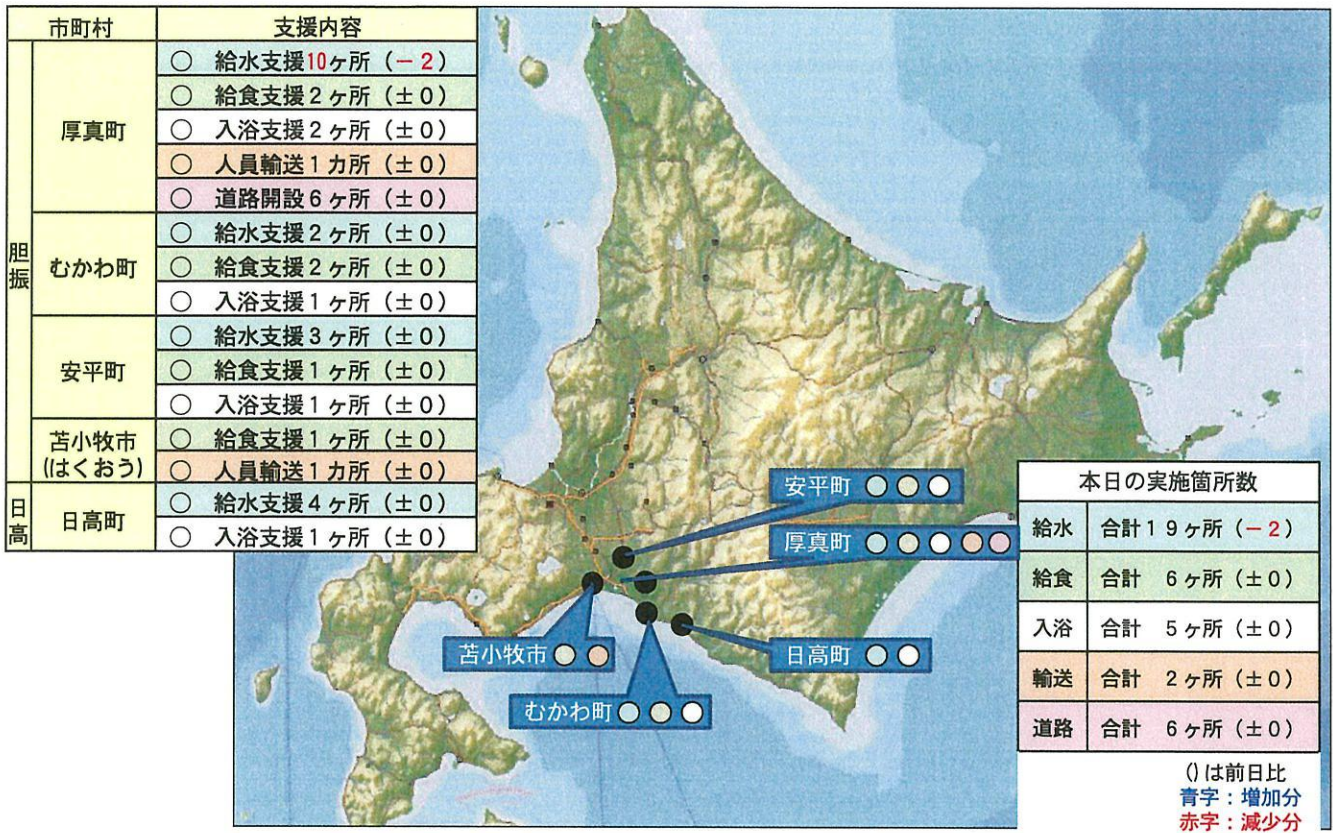 市町村 支援内容
胆振
厚真町
○ 給水支援10ヶ所（－2）
○ 給食支援2ヶ所（±0）
○ 入浴支援2ヶ所（±0）
○ 人員輸送1カ所（±0）
○ 道路開設6ヶ所（±0）
むかわ町
○ 給水支援2ヶ所（±0）
○ 給食支援2ヶ所（±0）
○ 入浴支援1ヶ所（±0）
安平町
○ 給水支援3ヶ所（±0）
○ 給食支援1ヶ所（±0）
○ 入浴支援1ヶ所（±0）
苫小牧市
(はくおう)
○ 給食支援1ヶ所（±0）
○ 人員輸送1カ所（±0）
日高
日高町
○ 給水支援4ヶ所（±0）
○ 入浴支援1ヶ所（±0）
安平町
厚真町
苫小牧市
日高町
むかわ町
本日の実施箇所数
給水 合計19ヶ所（－2）
給食 合計 6ヶ所（±0）
入浴 合計 5ヶ所（±0）
輸送 合計 2ヶ所（±0）
道路 合計 6ヶ所（±0）
()は前日比
青字：増加分
赤字：減少分